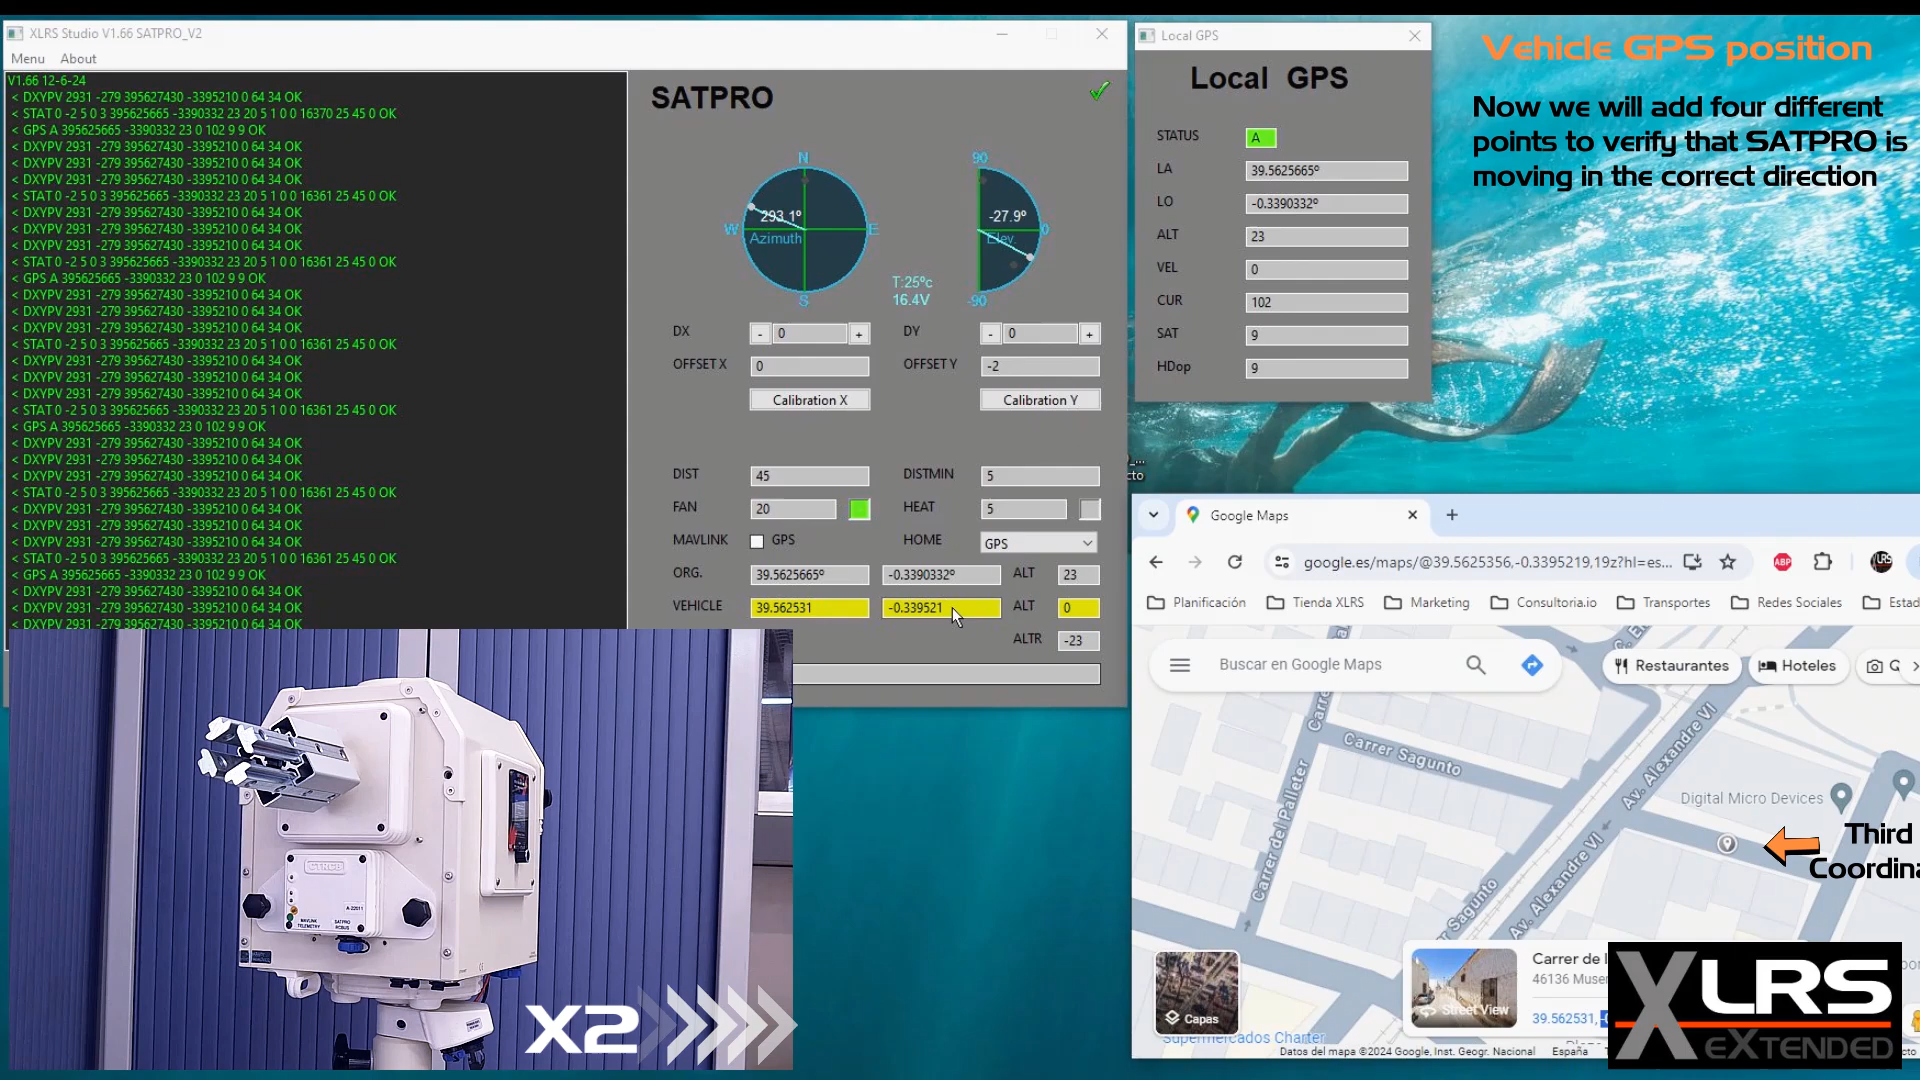 XLRS Studio V1.66 SATPRO_V2
Menu About
V1.66 12-6-24
< DXYPV 2931 -279 395627430 -3395210 0 64 34 OK
< STAT 0 -2 5 0 3 395625665 -3390332 23 20 5 1 0 0 16370 25 45 0 OK
< GPS A 395625665 -3390332 23 0 102 9 9 OK
< DXYPV 2931 -279 395627430 -3395210 0 64 34 OK
< DXYPV 2931 -279 395627430 -3395210 0 64 34 OK
< DXYPV 2931 -279 395627430 -3395210 0 64 34 OK
< STAT 0 -2 5 0 3 395625665 -3390332 23 20 5 1 0 0 16361 25 45 0 OK
< DXYPV 2931 -279 395627430 -3395210 0 64 34 OK
< DXYPV 2931 -279 395627430 -3395210 0 64 34 OK
< DXYPV 2931 -279 395627430 -3395210 0 64 34 OK
< STAT 0 -2 5 0 3 395625665 -3390332 23 20 5 1 0 0 16361 25 45 0 OK
< GPS A 395625665 -3390332 23 0 102 9 9 OK
< DXYPV 2931 -279 395627430 -3395210 0 64 34 OK
< DXYPV 2931 -279 395627430 -3395210 0 64 34 OK
< DXYPV 2931 -279 395627430 -3395210 0 64 34 OK
< STAT 0 -2 5 0 3 395625665 -3390332 23 20 5 1 0 0 16361 25 45 0 OK
< DXYPV 2931 -279 395627430 -3395210 0 64 34 OK
< DXYPV 2931 -279 395627430 -3395210 0 64 34 OK
< DXYPV 2931 -279 395627430 -3395210 0 64 34 OK
< STAT 0 -2 5 0 3 395625665 -3390332 23 20 5 1 0 0 16361 25 45 0 OK
< GPS A 395625665 -3390332 23 0 102 9 9 OK
< DXYPV 2931 -279 395627430 -3395210 0 64 34 OK
< DXYPV 2931 -279 395627430 -3395210 0 64 34 OK
< DXYPV 2931 -279 395627430 -3395210 0 64 34 OK
< STAT 0 -2 5 0 3 395625665 -3390332 23 20 5 1 0 0 16361 25 45 0 OK
< DXYPV 2931 -279 395627430 -3395210 0 64 34 OK
< DXYPV 2931 -279 395627430 -3395210 0 64 34 OK
< DXYPV 2931 -279 395627430 -3395210 0 64 34 OK
< STAT 0 -2 5 0 3 395625665 -3390332 23 20 5 1 0 0 16361 25 45 0 OK
< GPS A 395625665 -3390332 23 0 102 9 9 OK
< DXYPV 2931 -279 395627430 -3395210 0 64 34 OK
< DXYPV 2931 -279 395627430 -3395210 0 64 34 OK
< DXYPV 2931 -279 395627430 -3395210 0 64 34 OK
SATPRO
N
W 293.1º E
Azimuth
S
90
-27.9º 0
Elev.
-90
T:25ºc
16.4V
DX - 0 + DY - 0 +
OFFSET X 0 OFFSET Y -2
Calibration X Calibration Y
DIST 45 DISTMIN 5
FAN 20 HEAT 5
MAVLINK GPS HOME GPS
ORG. 39.5625665º -0.3390332º ALT 23
VEHICLE 39.562531 -0.339521 ALT 0
ALTR -23
Local GPS
Local GPS
STATUS A
LA 39.5625665º
LO -0.3390332º
ALT 23
VEL 0
CUR 102
SAT 9
HDop 9
Vehicle GPS position
Now we will add four different
points to verify that SATPRO is
moving in the correct direction
cto
Google Maps
google.es/maps/@39.5625356,-0.3395219,19z?hl=es...
ABP
Planificación Tienda XLRS Marketing Consultoria.io Transportes Redes Sociales Estad
Buscar en Google Maps
Restaurantes Hoteles
Carrer Sagunto
Carrer del Palleter
Av. Alexandre VI
Av. Alexandre VI
Sagunto
Digital Micro Devices
Third
Coordina
Capas
Street View
Carrer de l
46136 Muse
39.562531,
Supermercados Charter
Datos del mapa ©2024 Google, Inst. Geogr. Nacional España
MAVLINK SATPRO
TELEMETRY RCBUS
A-22011
X2
XLRS
EXTENDED